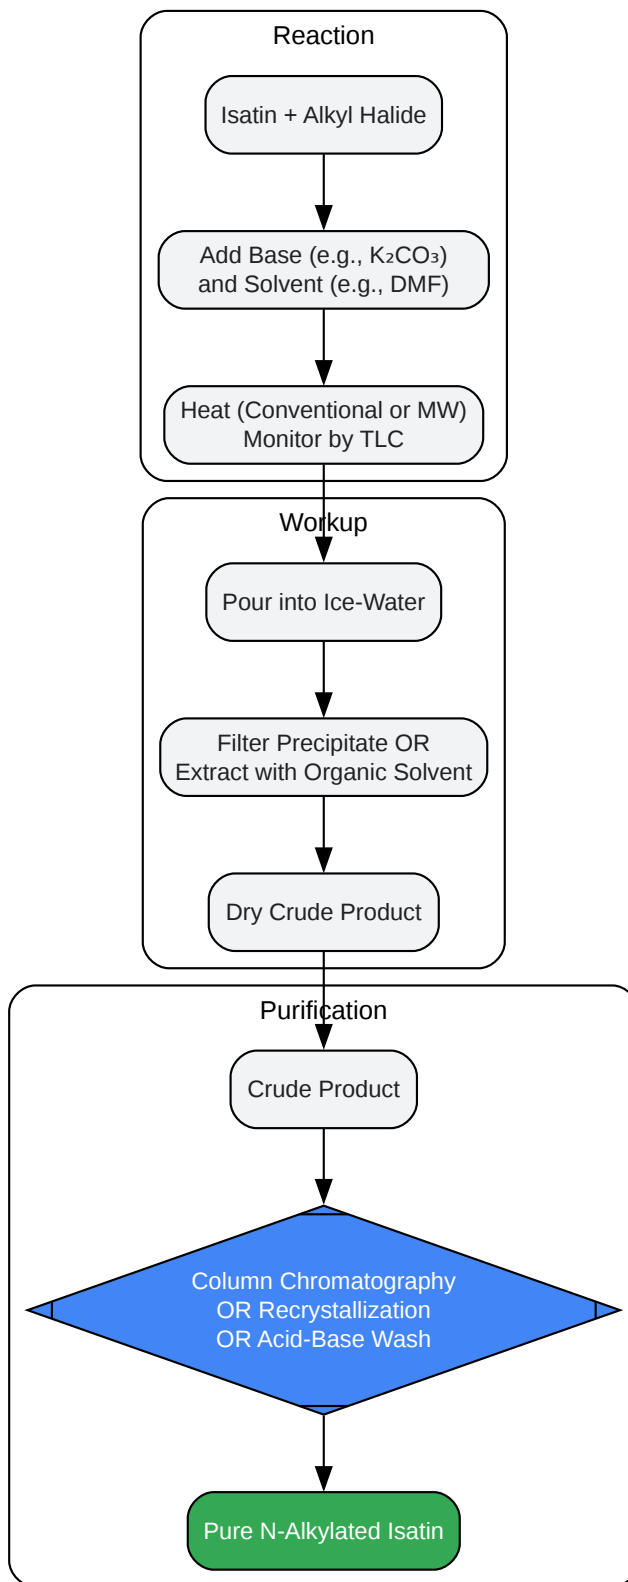 Reaction
Isatin + Alkyl Halide
Add Base (e.g., K₂CO₃)
and Solvent (e.g., DMF)
Heat (Conventional or MW)
Monitor by TLC
Workup
Pour into Ice-Water
Filter Precipitate OR
Extract with Organic Solvent
Dry Crude Product
Purification
Crude Product
Column Chromatography
OR Recrystallization
OR Acid-Base Wash
Pure N-Alkylated Isatin